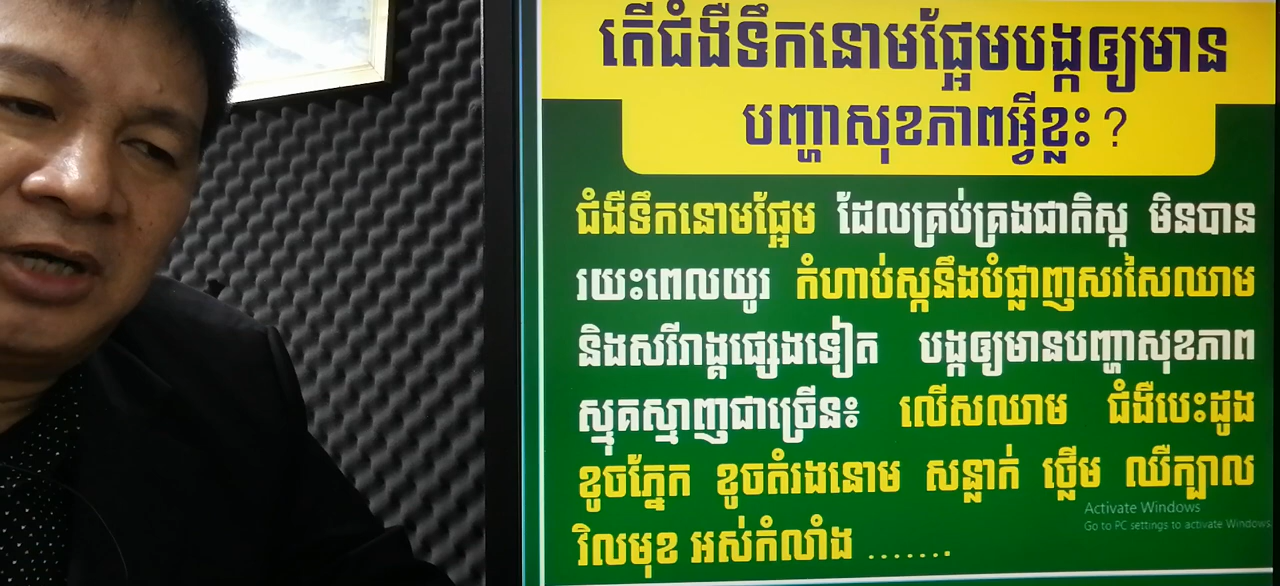 តើជំងឺទឹកនោមផ្អែមបង្កឲ្យមាន
បញ្ហាសុខភាពអ្វីខ្លះ ?
ជំងឺទឹកនោមផ្អែម ដែលគ្រប់គ្រងជាតិស្ករ មិនបាន
រយះពេលយូរ កំហាប់ស្ករនឹងបំផ្លាញសរសៃឈាម
និងសរីរាង្គផ្សេងទៀត បង្កឲ្យមានបញ្ហាសុខភាព
ស្មុគស្មាញជាច្រើន៖ លើសឈាម ជំងឺបេះដូង
ខូចភ្នែក ខូចតំរងនោម សន្លាក់ ថ្លើម ឈឺក្បាល
វិលមុខ អស់កំលាំង .......
Activate Windows
Go to PC settings to activate Windows